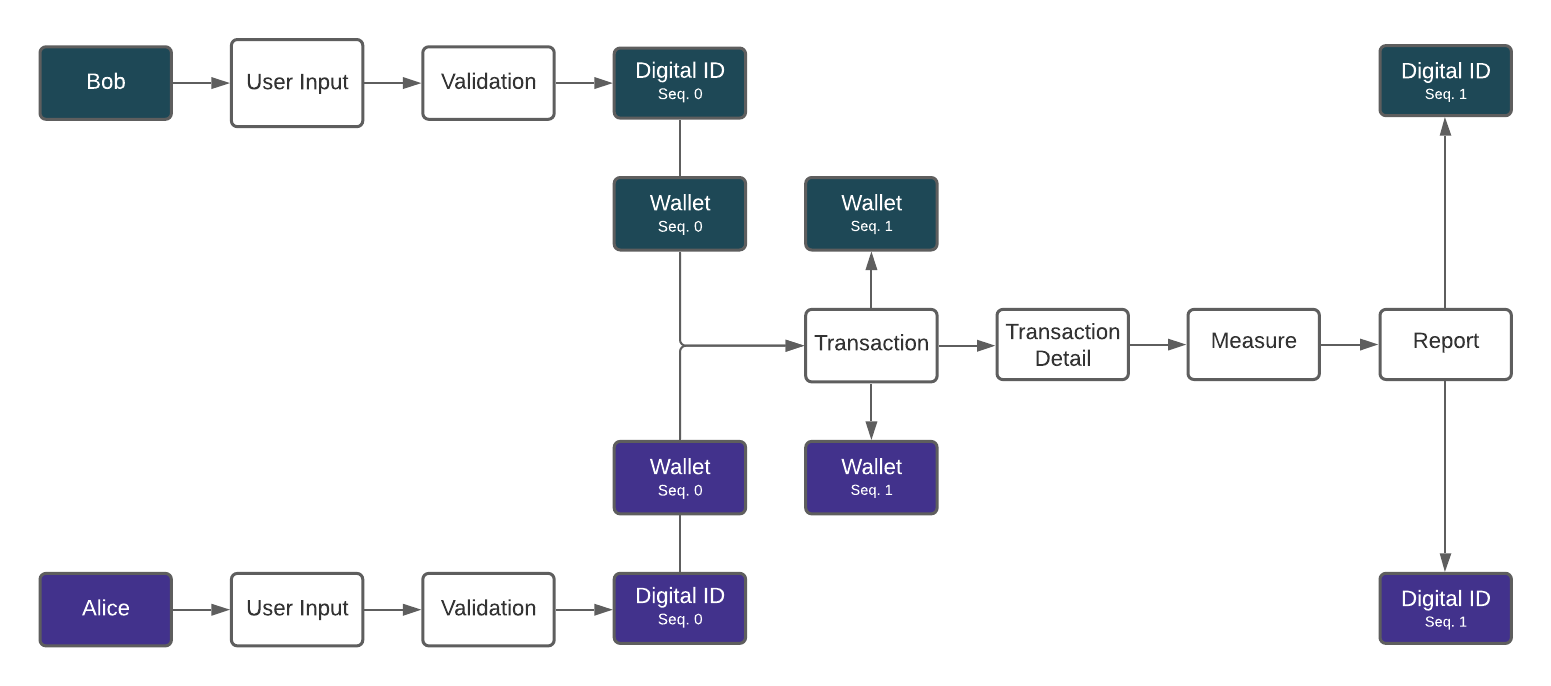 Bob
User Input
Validation
Digital ID
Seq. 0
Digital ID
Seq. 1
Wallet
Seq. 0
Wallet
Seq. 1
Transaction
Transaction
Detail
Measure
Report
Wallet
Seq. 0
Wallet
Seq. 1
Alice
User Input
Validation
Digital ID
Seq. 0
Digital ID
Seq. 1